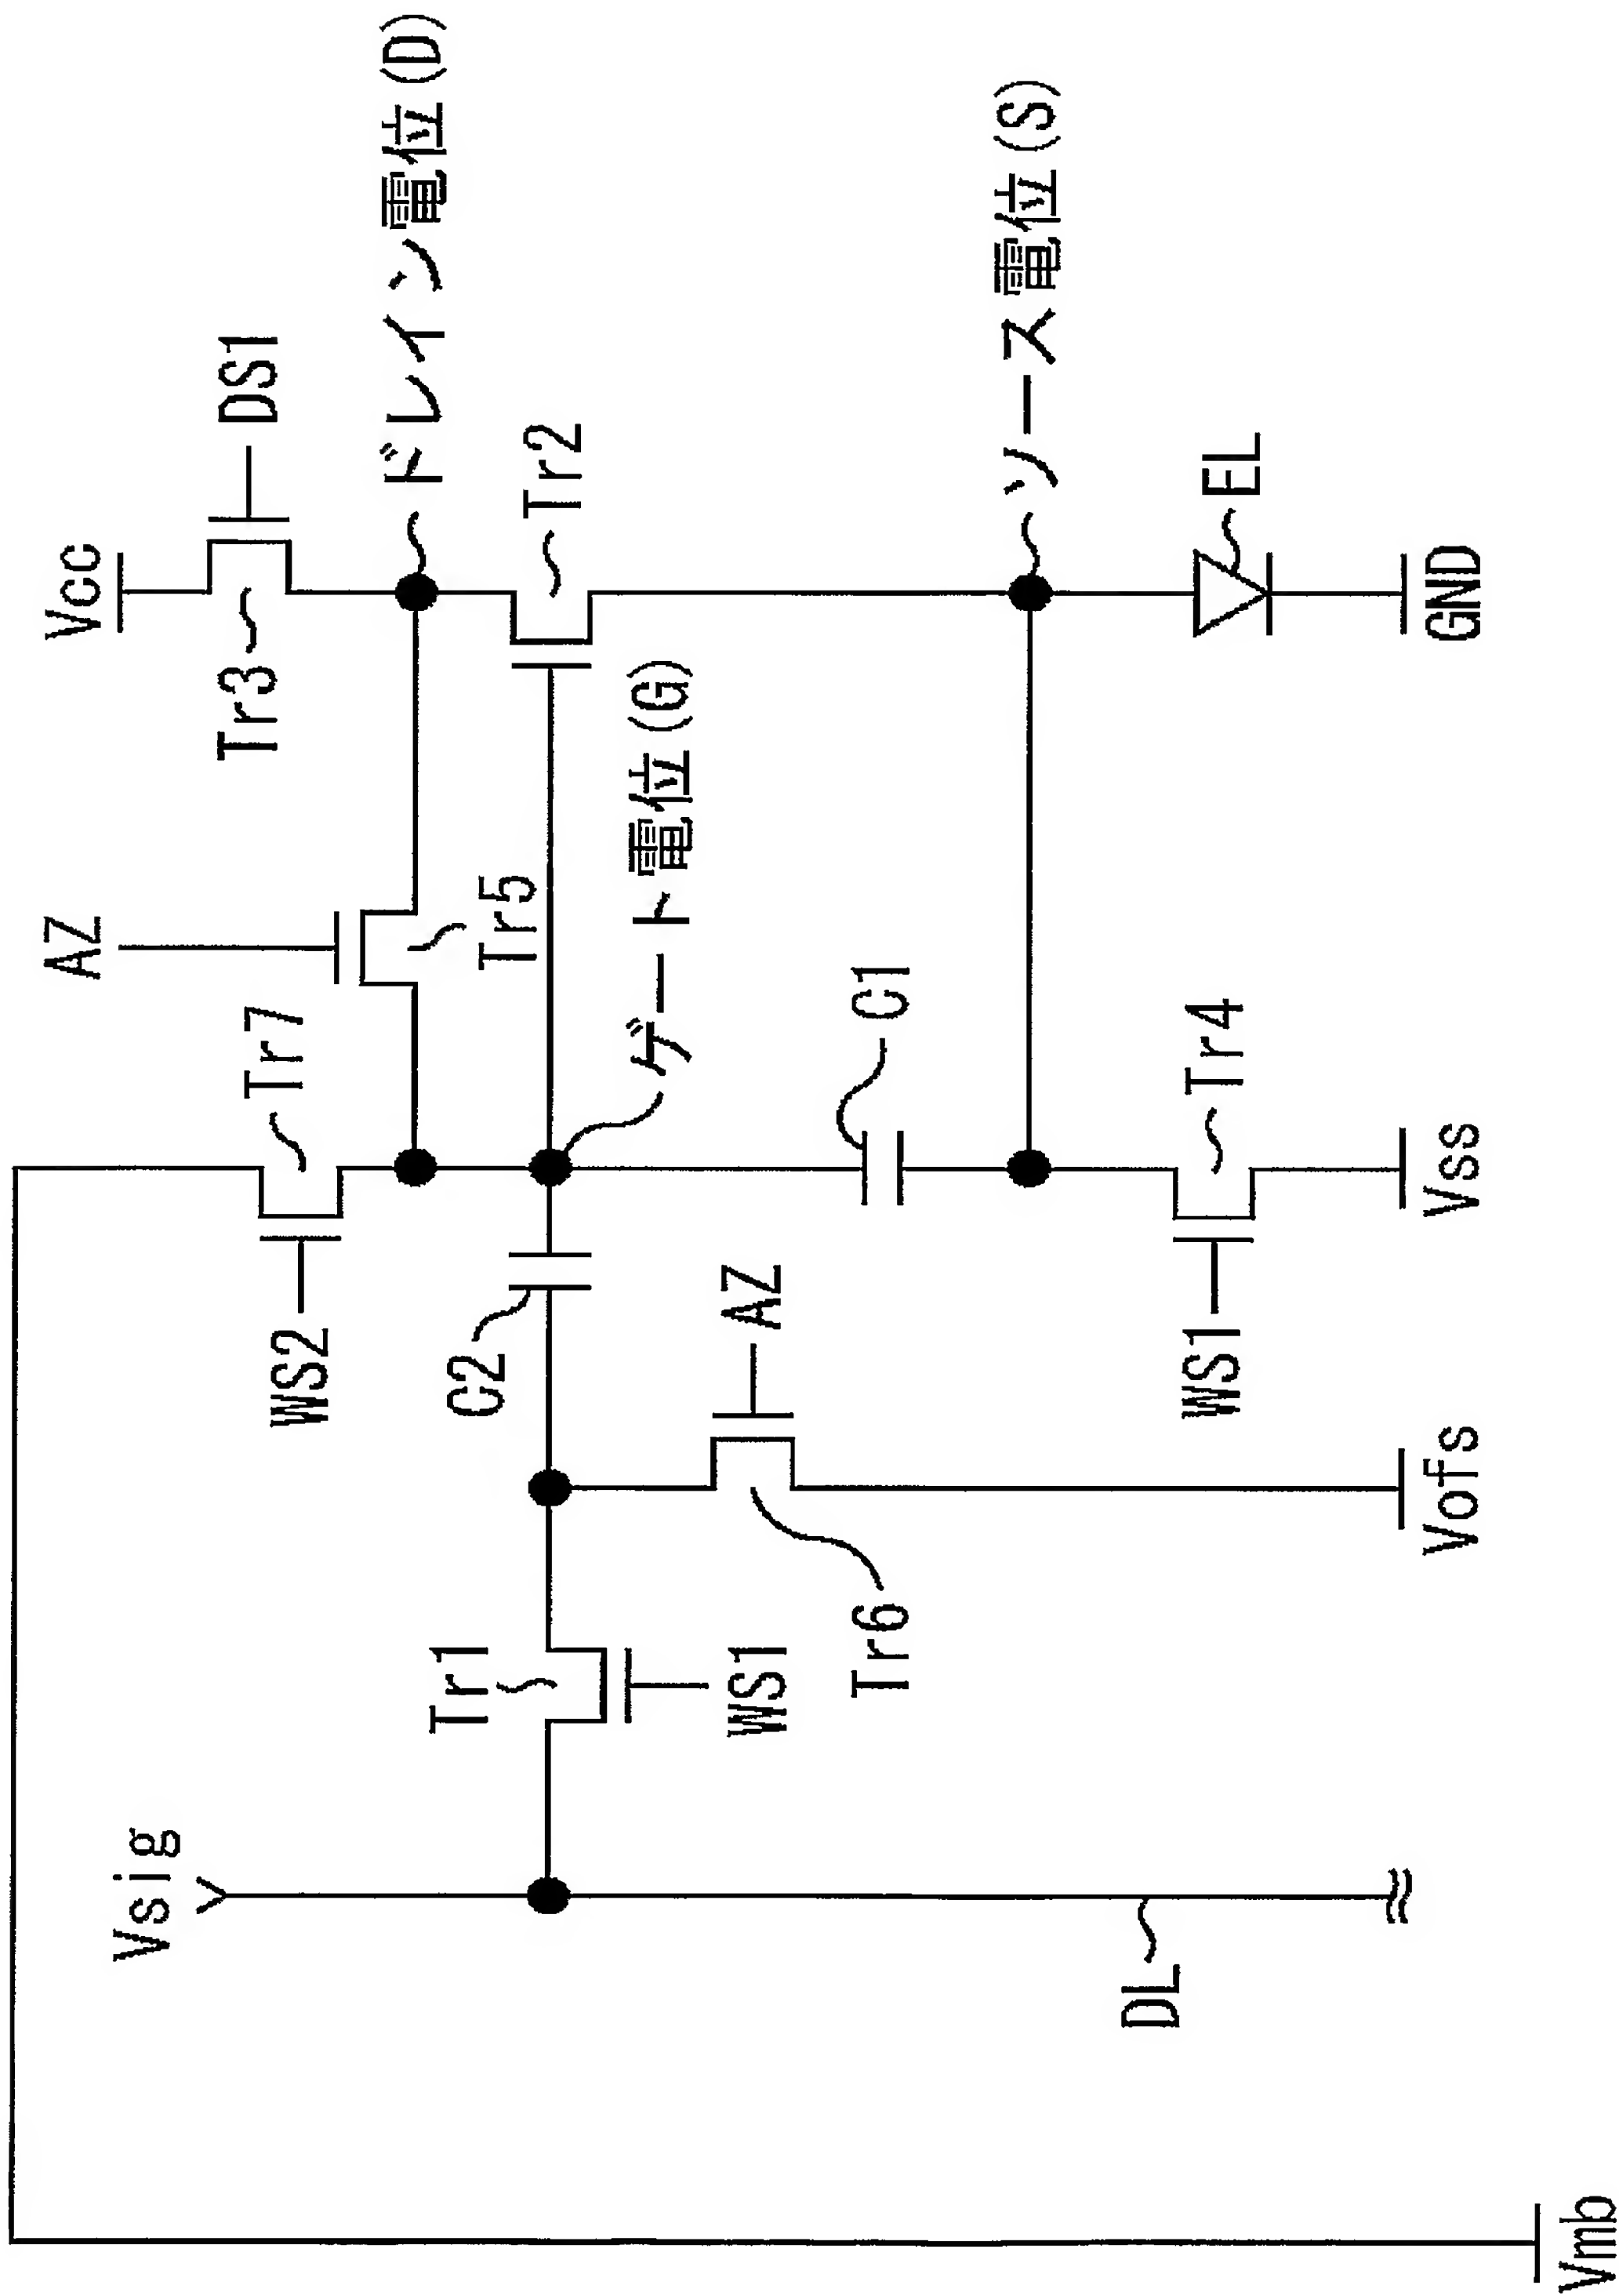 Vcc
DS1
Tr3
ドレイン電位(D)
AZ
Tr5
Tr7
WS2
Tr2
ゲート電位(G)
C2
C1
Vsig
Tr1
WS1
AZ
Tr6
ソース電位(S)
Tr4
WS1
EL
DL
GND
Vss
Vofs
Vmb